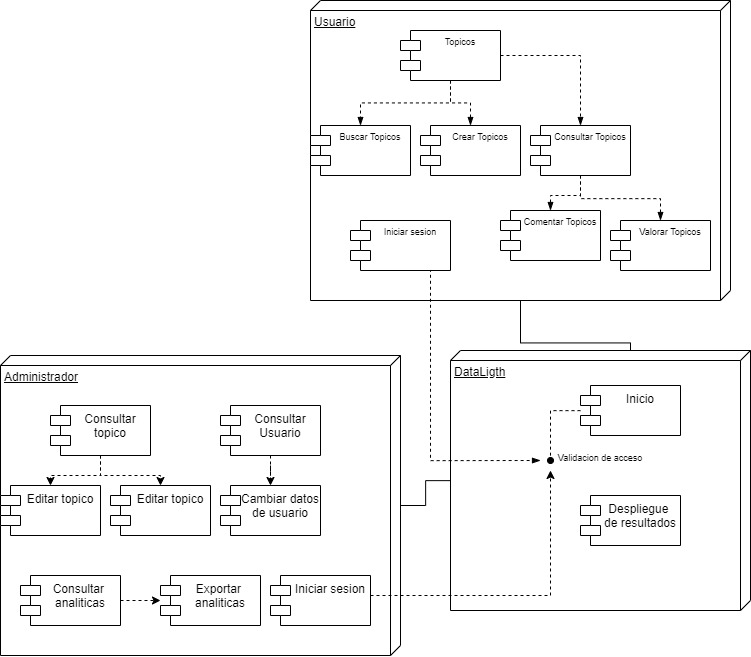 Usuario
Topicos
Buscar Topicos
Crear Topicos
Consultar Topicos
Comentar Topicos
Valorar Topicos
Iniciar sesion
Administrador
Consultar
topico
Consultar
Usuario
Editar topico
Editar topico
Cambiar datos
de usuario
Consultar
analiticas
Exportar
analiticas
Iniciar sesion
DataLigth
Inicio
Validacion de acceso
Despliegue
de resultados